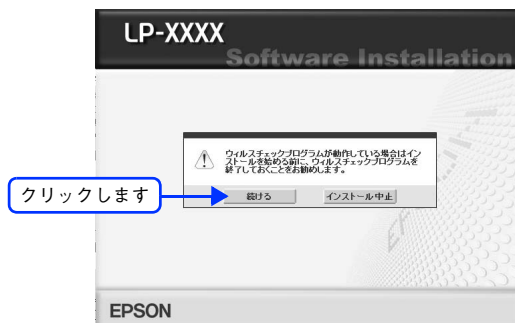 LP-XXXX
Software Installation
ウィルスチェックプログラムが動作している場合はイン
ストールを始める前に、ウィルスチェックプログラムを
終了しておくことをお勧めします。
クリックします
続ける
インストール中止
EPSON